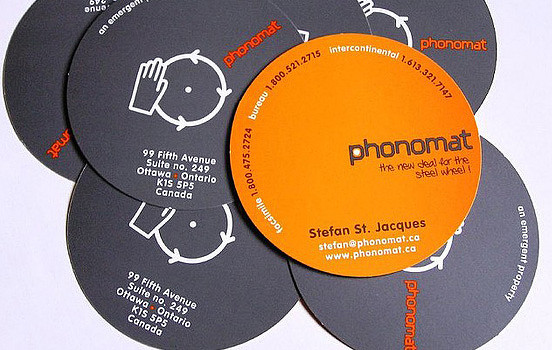 an emergent p
phonomat
99 Fifth Avenue
Suite no. 249
Ottawa • Ontario
K1S 5P5
Canada
phonomat
omat
facsimile 1.800.475.2724
bureau 1.800.521.2715
intercontinental 1.613.321.7147
phonomat
the new deal for the
steel wheel !
Stefan St. Jacques
stefan@phonomat.ca
www.phonomat.ca
99 Fifth Avenue
Suite no. 249
Ottawa • Ontario
K1S 5P5
Canada
an emergent property
phonomat